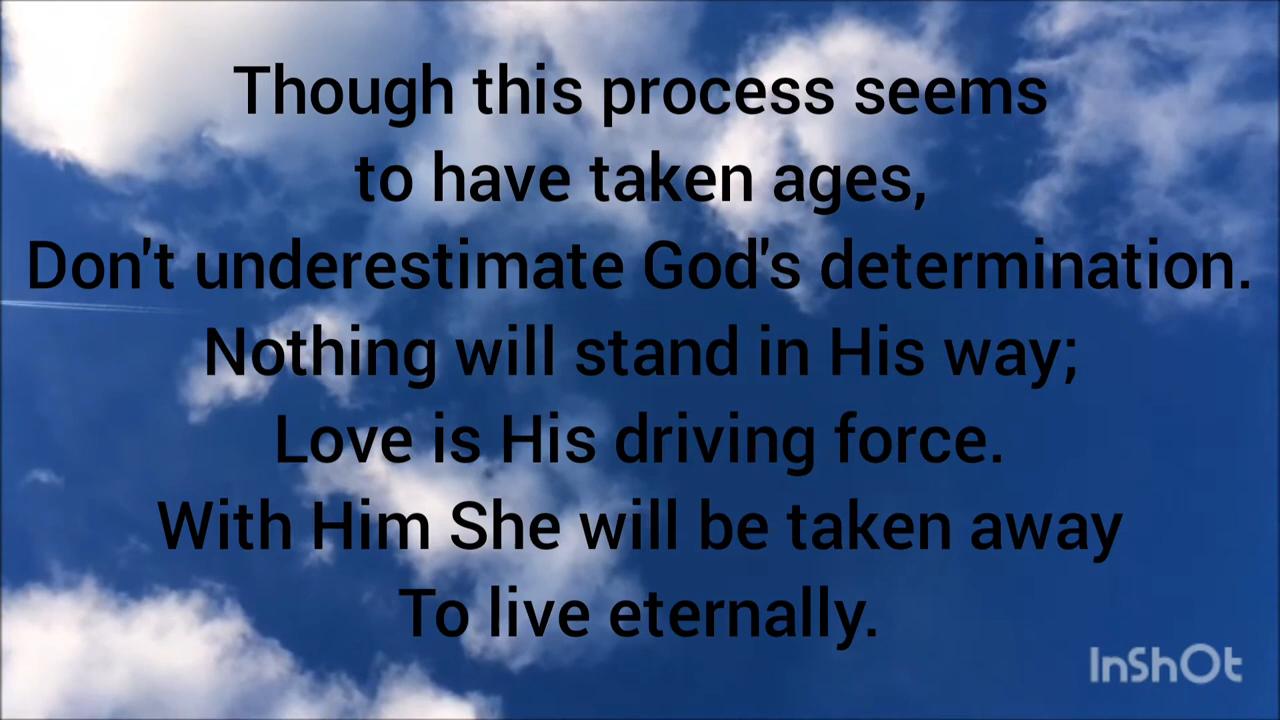 Though this process seems
to have taken ages,
Don't underestimate God's determination.
Nothing will stand in His way;
Love is His driving force.
With Him She will be taken away
To live eternally.
InShOt